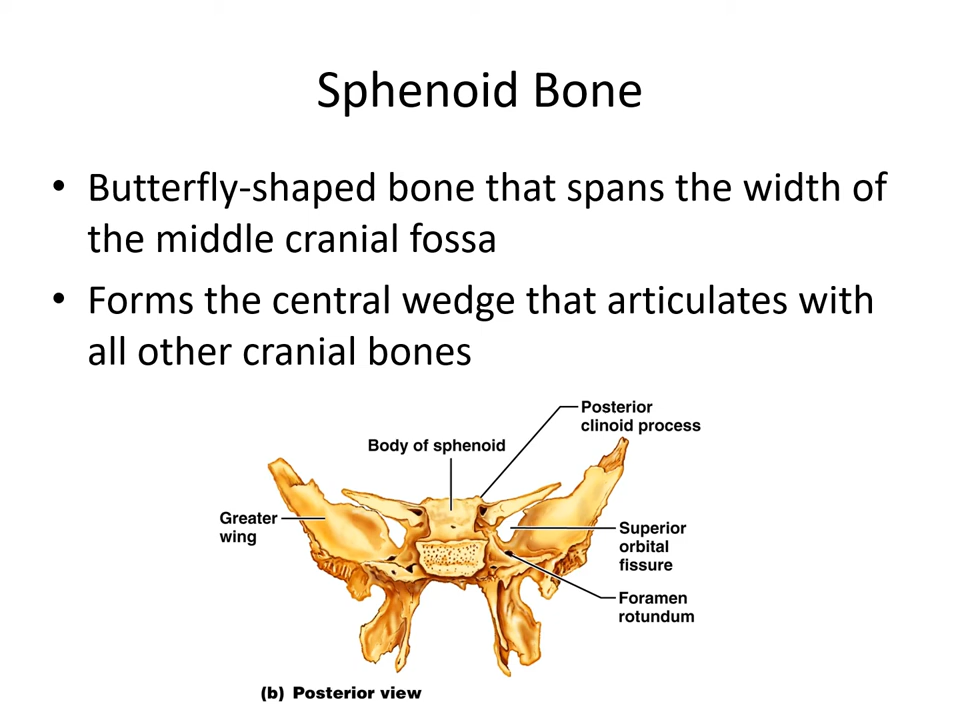 Sphenoid Bone
• Butterfly-shaped bone that spans the width of
the middle cranial fossa
• Forms the central wedge that articulates with
all other cranial bones
Posterior
clinoid process
Body of sphenoid
Greater
wing
Superior
orbital
fissure
Foramen
rotundum
(b) Posterior view